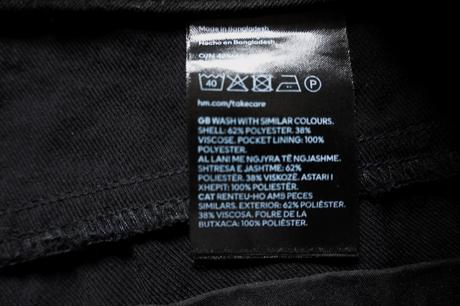 Made in Bangladesh
Hecho en Bangladesh
40
P
hm.com/takecare
GB WASH WITH SIMILAR COLOURS.
SHELL: 62% POLYESTER. 38%
VISCOSE. POCKET LINING: 100%
POLYESTER.
AL LANI ME NGJYRA TË NGJASHME.
SHTRESA E JASHTME: 62%
POLIESTËR. 38% VISKOZË. ASTARI I
XHEPIT: 100% POLIESTËR.
CAT RENTEU-HO AMB PECES
SIMILARS. EXTERIOR: 62% POLIÈSTER.
38% VISCOSA. FOLRE DE LA
BUTXACA: 100% POLIÈSTER.